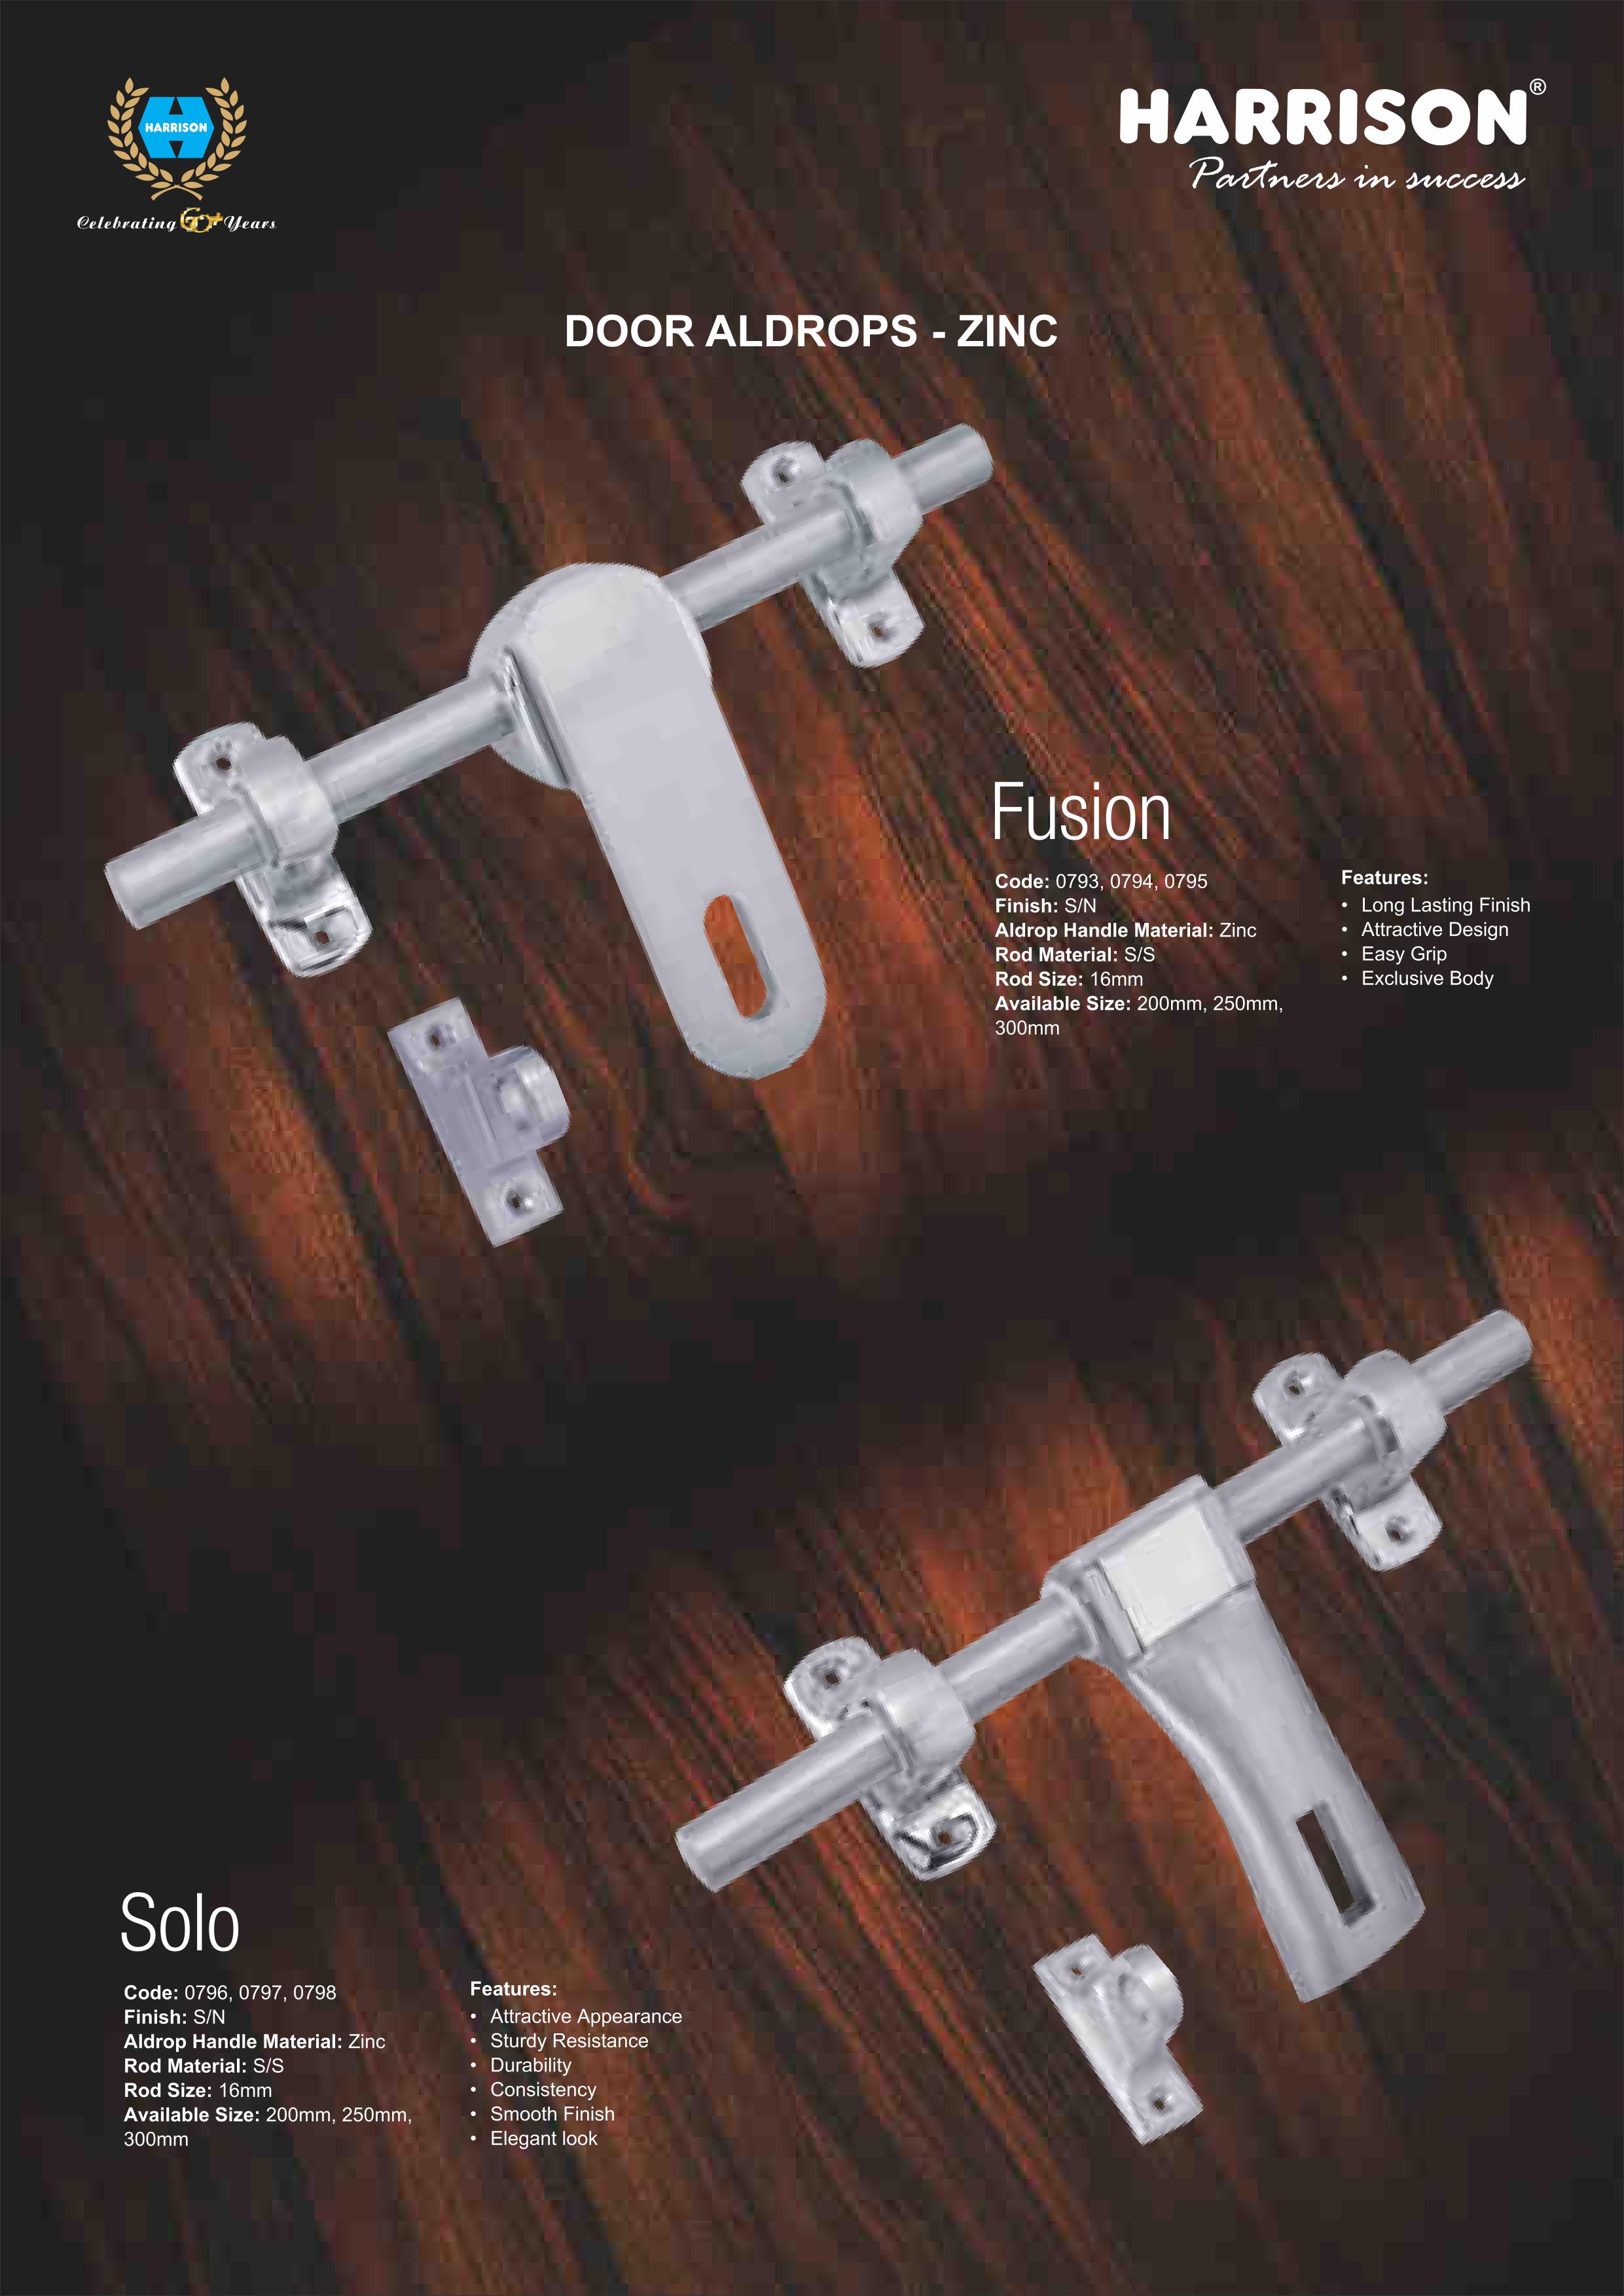 HARRISON
Celebrating 60+ Years
HARRISON®
Partners in success
DOOR ALDROPS - ZINC
Fusion
Code: 0793, 0794, 0795
Finish: S/N
Aldrop Handle Material: Zinc
Rod Material: S/S
Rod Size: 16mm
Available Size: 200mm, 250mm,
300mm
Features:
• Long Lasting Finish
• Attractive Design
• Easy Grip
• Exclusive Body
Solo
Code: 0796, 0797, 0798
Finish: S/N
Aldrop Handle Material: Zinc
Rod Material: S/S
Rod Size: 16mm
Available Size: 200mm, 250mm,
300mm
Features:
• Attractive Appearance
• Sturdy Resistance
• Durability
• Consistency
• Smooth Finish
• Elegant look